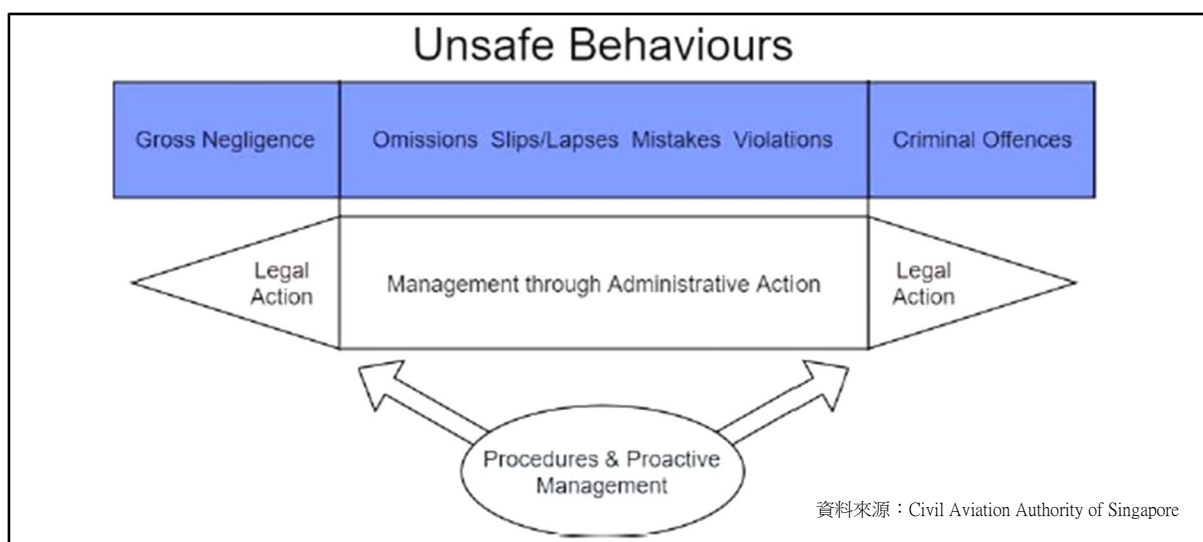 Unsafe Behaviours
Gross Negligence
Omissions Slips/Lapses Mistakes Violations
Criminal Offences
Legal
Action
Management through Administrative Action
Legal
Action
Procedures & Proactive
Management
資料來源：Civil Aviation Authority of Singapore